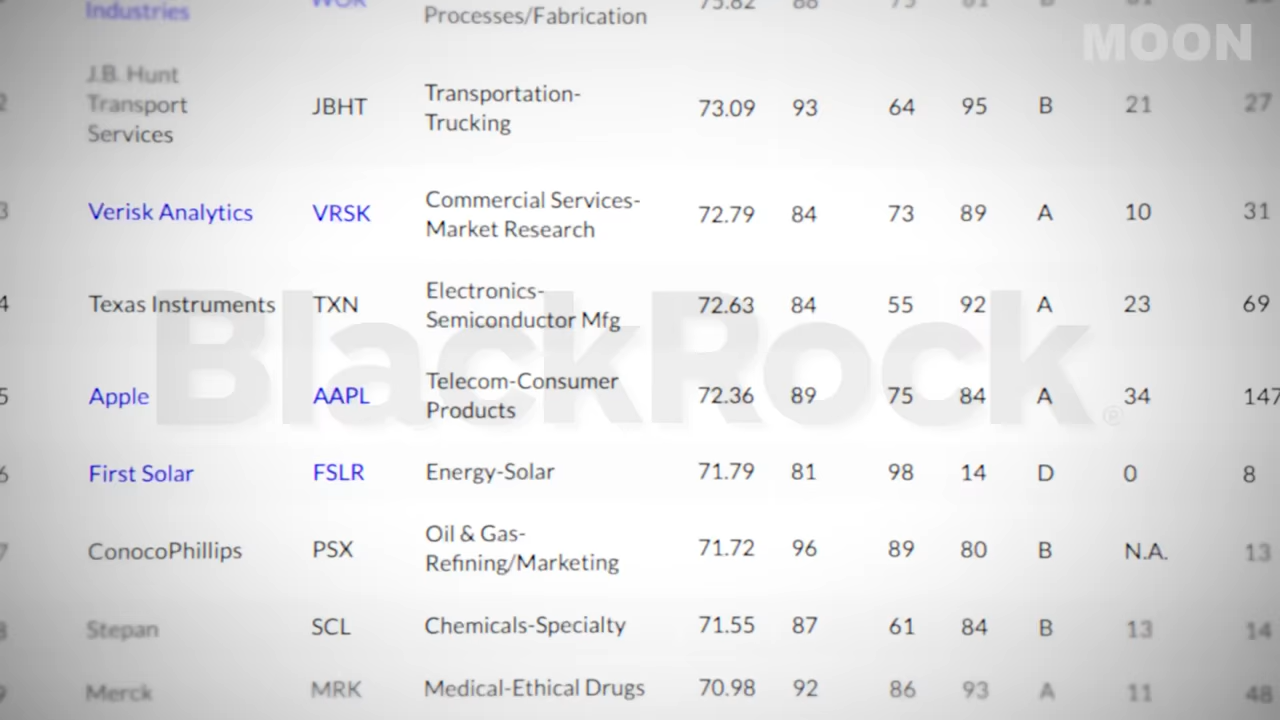 MOON
Industries WOR Processes/Fabrication 75.82 88 75 81 B
J.B. Hunt
Transport
Services
JBHT
Transportation-
Trucking
73.09 93 64 95 B 21 27
Verisk Analytics VRSK
Commercial Services-
Market Research
72.79 84 73 89 A 10 31
Texas Instruments TXN
Electronics-
Semiconductor Mfg
72.63 84 55 92 A 23 69
BlackRock®
Apple AAPL
Telecom-Consumer
Products
72.36 89 75 84 A 34 147
First Solar FSLR Energy-Solar 71.79 81 98 14 D 0 8
ConocoPhillips PSX
Oil & Gas-
Refining/Marketing
71.72 96 89 80 B N.A. 13
Stepan SCL Chemicals-Specialty 71.55 87 61 84 B 13 14
Merck MRK Medical-Ethical Drugs 70.98 92 86 93 A 11 48